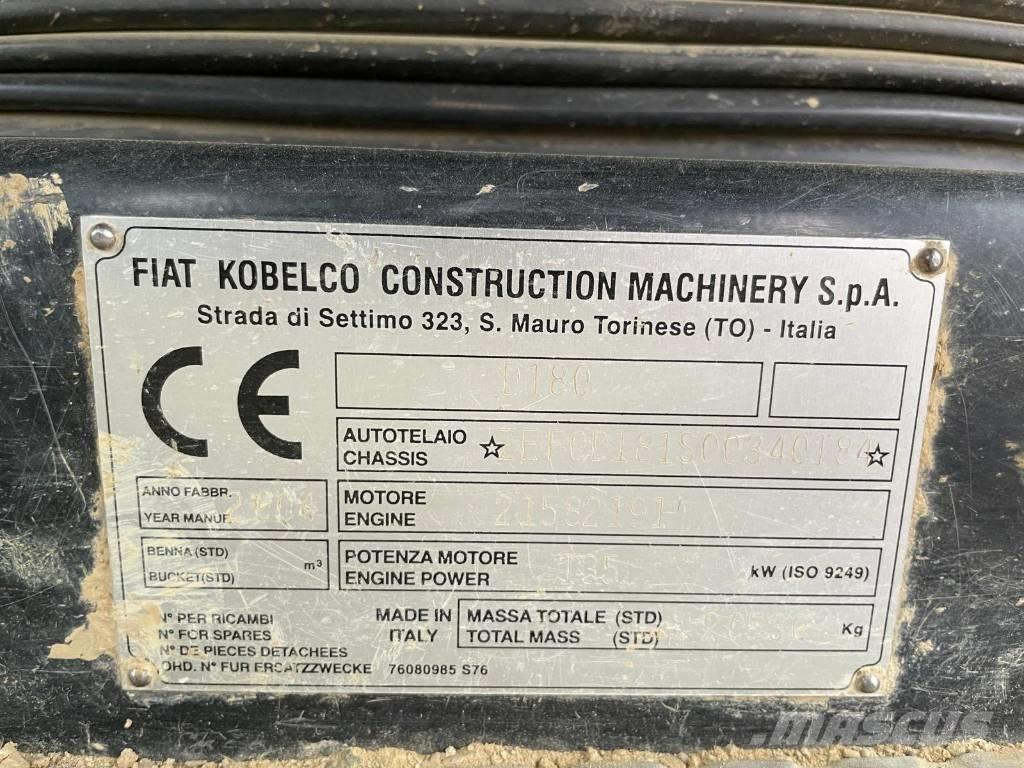 FIAT KOBELCO CONSTRUCTION MACHINERY S.p.A.
Strada di Settimo 323, S. Mauro Torinese (TO) - Italia
CE
D180
AUTOTELAIO
CHASSIS
ANNO FABBR.
YEAR MANUF.
MOTORE
ENGINE
BENNA (STD)
BUCKET (STD)
m³
POTENZA MOTORE
ENGINE POWER
135
kW (ISO 9249)
N° PER RICAMBI
N° FOR SPARES
N° DE PIECES DETACHEES
ORD. N° FUR ERSATZZWECKE 76080985 S76
MADE IN
ITALY
MASSA TOTALE (STD)
TOTAL MASS (STD)
Kg
MASCUS